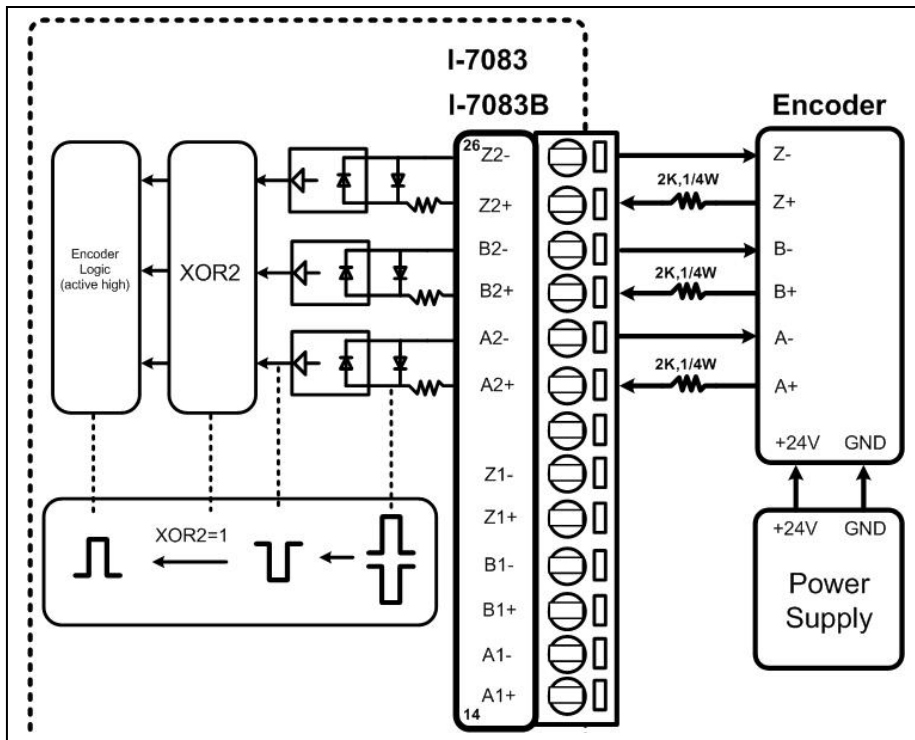 I-7083
I-7083B
Encoder
26
Z2-
Z2+
B2-
B2+
A2-
A2+
Z1-
Z1+
B1-
B1+
A1-
A1+
14
Encoder
Logic
(active high)
XOR2
XOR2=1
2K,1/4W
2K,1/4W
2K,1/4W
Z-
Z+
B-
B+
A-
A+
+24V GND
+24V GND
Power
Supply